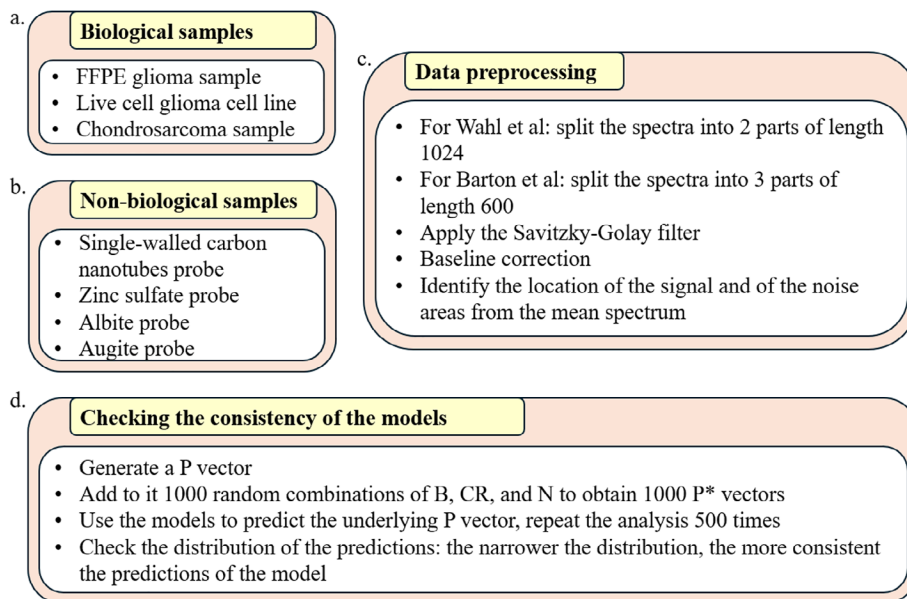 a.
Biological samples
• FFPE glioma sample
• Live cell glioma cell line
• Chondrosarcoma sample
b.
Non-biological samples
• Single-walled carbon
nanotubes probe
• Zinc sulfate probe
• Albite probe
• Augite probe
c.
Data preprocessing
• For Wahl et al: split the spectra into 2 parts of length
1024
• For Barton et al: split the spectra into 3 parts of
length 600
• Apply the Savitzky-Golay filter
• Baseline correction
• Identify the location of the signal and of the noise
areas from the mean spectrum
d.
Checking the consistency of the models
• Generate a P vector
• Add to it 1000 random combinations of B, CR, and N to obtain 1000 P* vectors
• Use the models to predict the underlying P vector, repeat the analysis 500 times
• Check the distribution of the predictions: the narrower the distribution, the more consistent
the predictions of the model